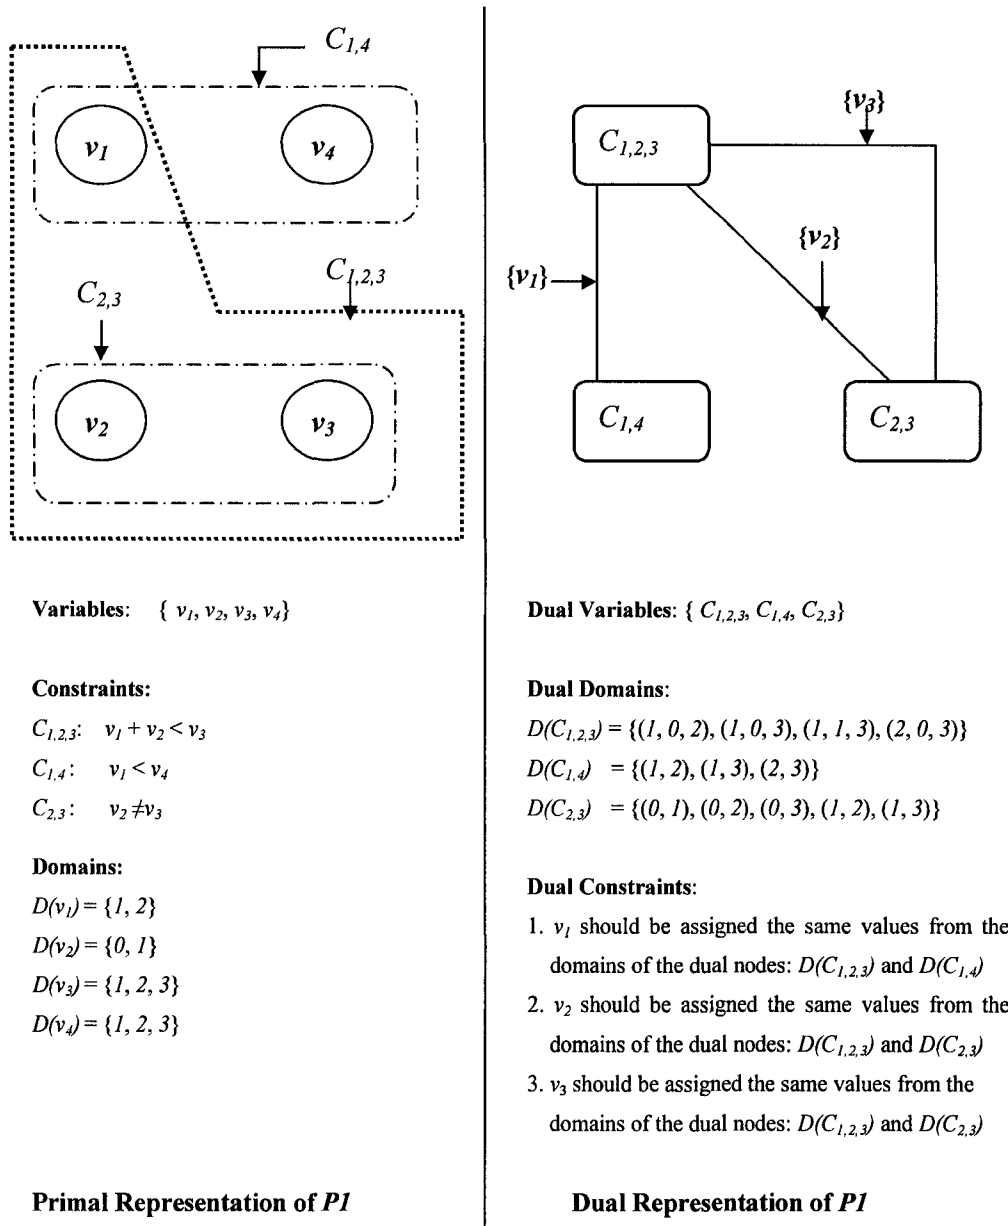 C1,4
v1
v4
C1,2,3
C2,3
v2
v3
Variables: { v1, v2, v3, v4}
Constraints:
C1,2,3: v1 + v2 < v3
C1,4: v1 < v4
C2,3: v2 ≠v3
Domains:
D(v1) = {1, 2}
D(v2) = {0, 1}
D(v3) = {1, 2, 3}
D(v4) = {1, 2, 3}
Primal Representation of P1
{v3}
C1,2,3
{v2}
{v1}
C1,4
C2,3
Dual Variables: { C1,2,3, C1,4, C2,3}
Dual Domains:
D(C1,2,3) = {(1, 0, 2), (1, 0, 3), (1, 1, 3), (2, 0, 3)}
D(C1,4) = {(1, 2), (1, 3), (2, 3)}
D(C2,3) = {(0, 1), (0, 2), (0, 3), (1, 2), (1, 3)}
Dual Constraints:
1. v1 should be assigned the same values from the
domains of the dual nodes: D(C1,2,3) and D(C1,4)
2. v2 should be assigned the same values from the
domains of the dual nodes: D(C1,2,3) and D(C2,3)
3. v3 should be assigned the same values from the
domains of the dual nodes: D(C1,2,3) and D(C2,3)
Dual Representation of P1